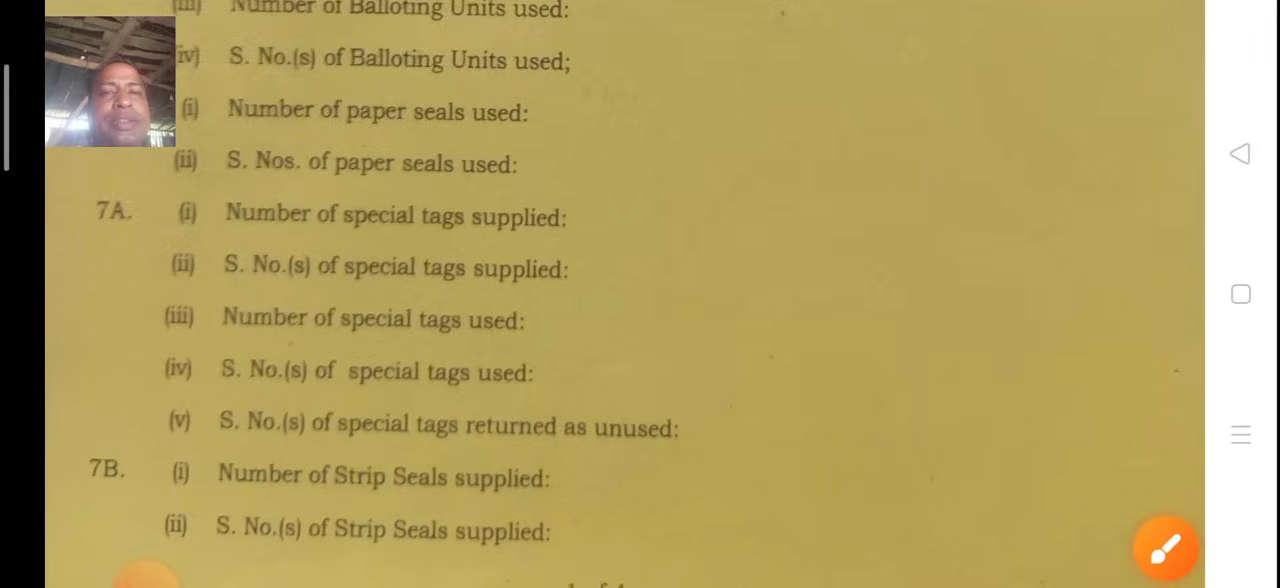 (iii) Number of Balloting Units used:
iv) S. No.(s) of Balloting Units used;
(i) Number of paper seals used:
(ii) S. Nos. of paper seals used:
7A. (i) Number of special tags supplied:
(ii) S. No.(s) of special tags supplied:
(iii) Number of special tags used:
(iv) S. No.(s) of special tags used:
(v) S. No.(s) of special tags returned as unused:
7B. (i) Number of Strip Seals supplied:
(ii) S. No.(s) of Strip Seals supplied: